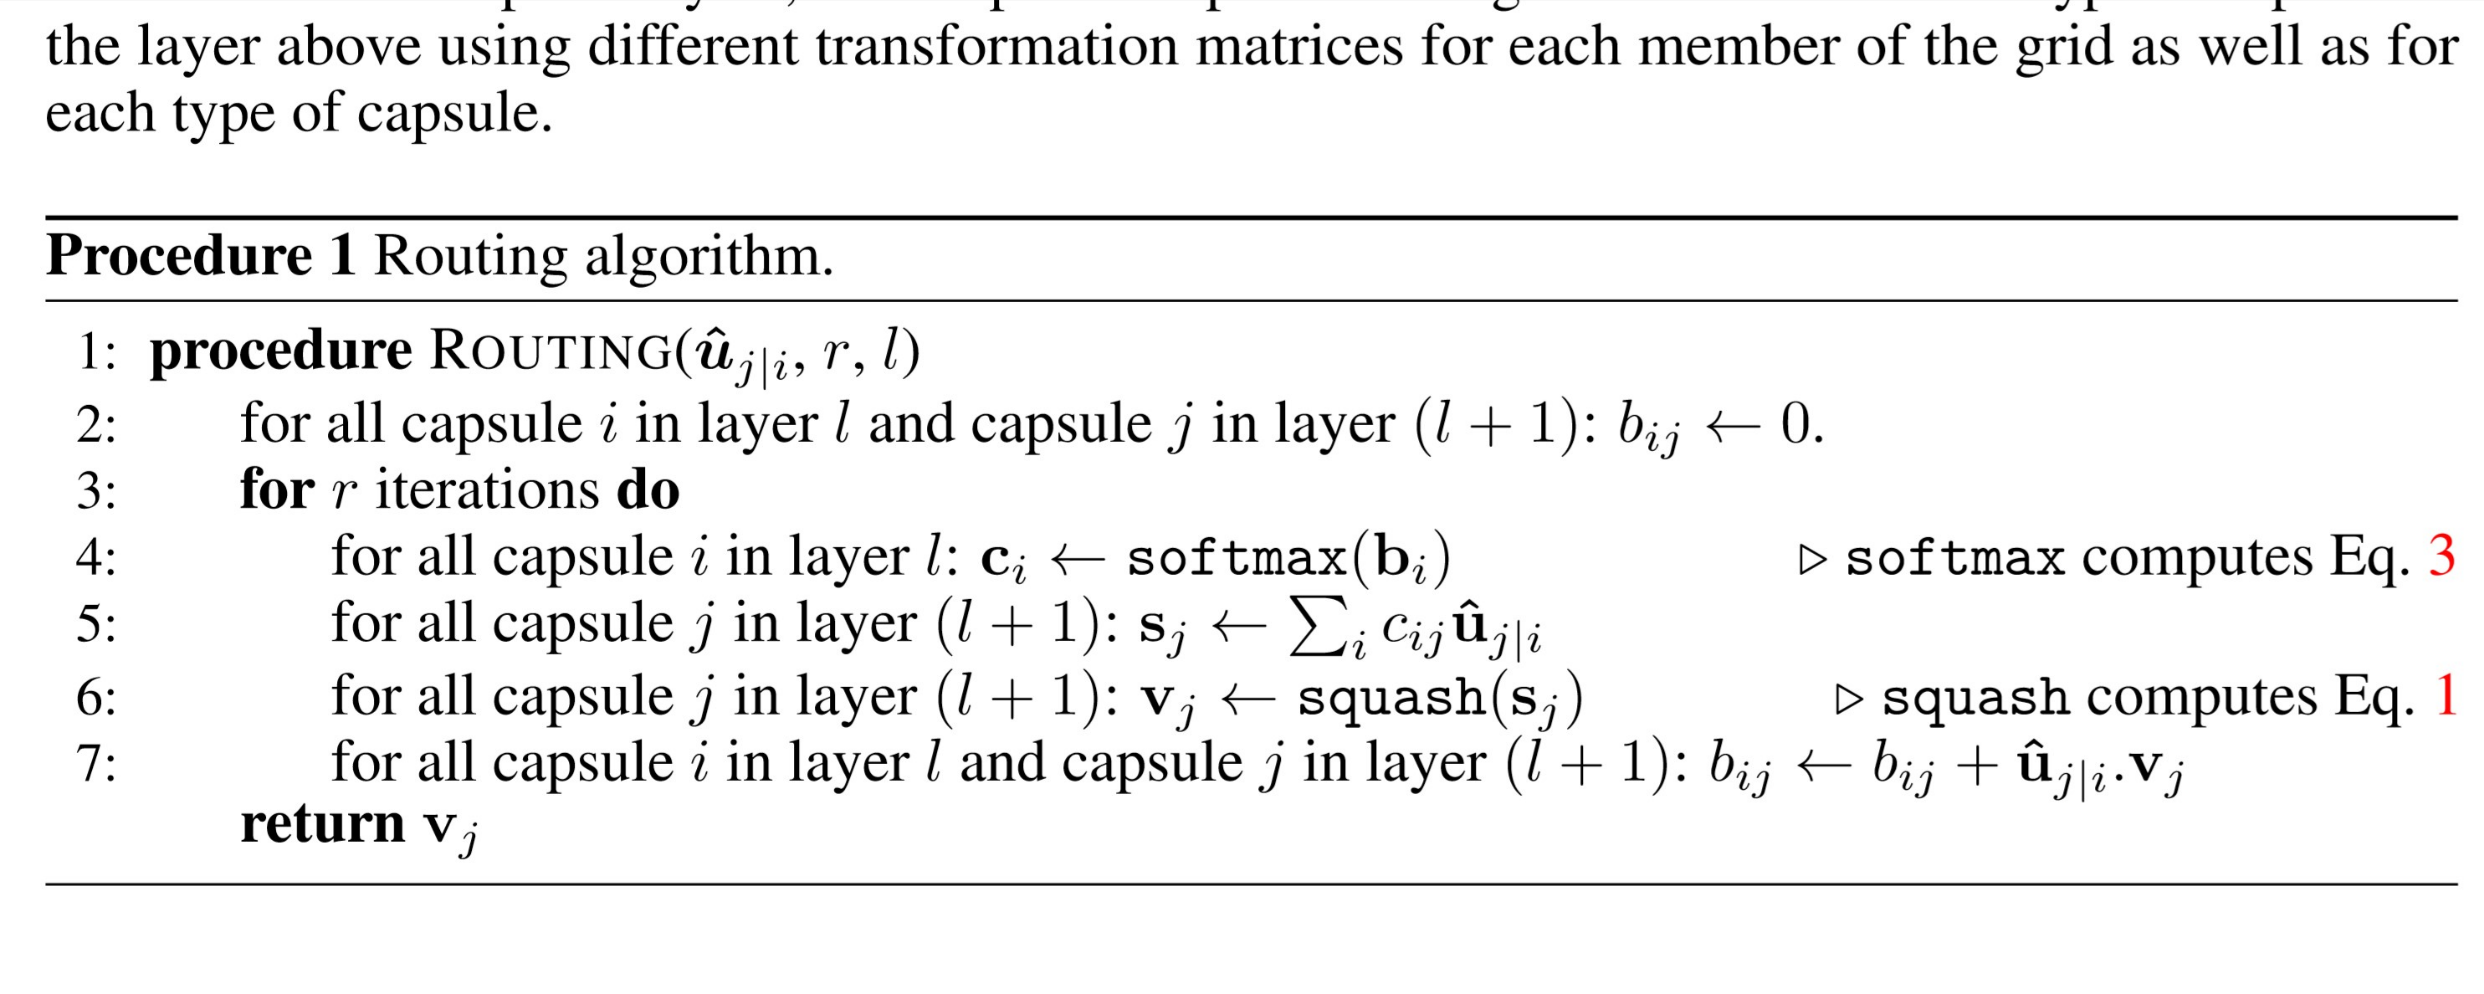 the layer above using different transformation matrices for each member of the grid as well as for
each type of capsule.
Procedure 1 Routing algorithm.
1: procedure ROUTING(û_{j|i}, r, l)
2: for all capsule i in layer l and capsule j in layer (l + 1): b_{ij} ← 0.
3: for r iterations do
4: for all capsule i in layer l: c_i ← softmax(b_i) ▷ softmax computes Eq. 3
5: for all capsule j in layer (l + 1): s_j ← ∑_i c_{ij}û_{j|i}
6: for all capsule j in layer (l + 1): v_j ← squash(s_j) ▷ squash computes Eq. 1
7: for all capsule i in layer l and capsule j in layer (l + 1): b_{ij} ← b_{ij} + û_{j|i}.v_j
return v_j